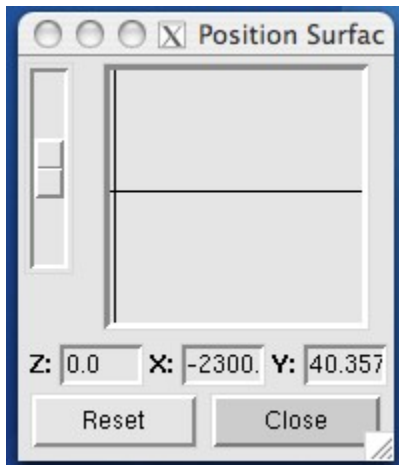 X Position Surfac
Z: 0.0 X: -2300. Y: 40.357
Reset Close